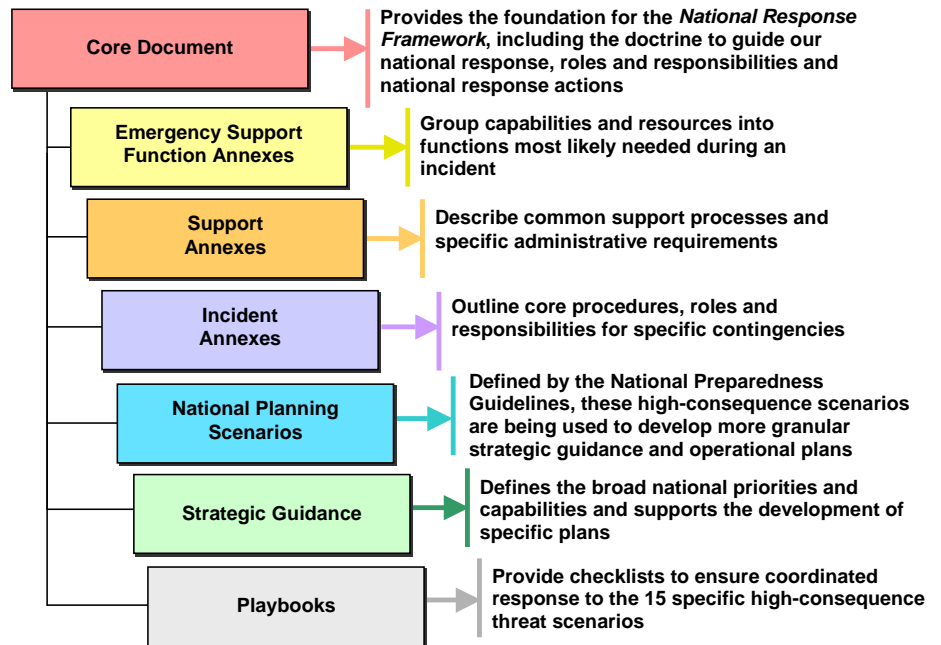 Core Document
Provides the foundation for the National Response
Framework, including the doctrine to guide our
national response, roles and responsibilities and
national response actions
Emergency Support
Function Annexes
Group capabilities and resources into
functions most likely needed during an
incident
Support
Annexes
Describe common support processes and
specific administrative requirements
Incident
Annexes
Outline core procedures, roles and
responsibilities for specific contingencies
National Planning
Scenarios
Defined by the National Preparedness
Guidelines, these high-consequence scenarios
are being used to develop more granular
strategic guidance and operational plans
Strategic Guidance
Defines the broad national priorities and
capabilities and supports the development of
specific plans
Playbooks
Provide checklists to ensure coordinated
response to the 15 specific high-consequence
threat scenarios